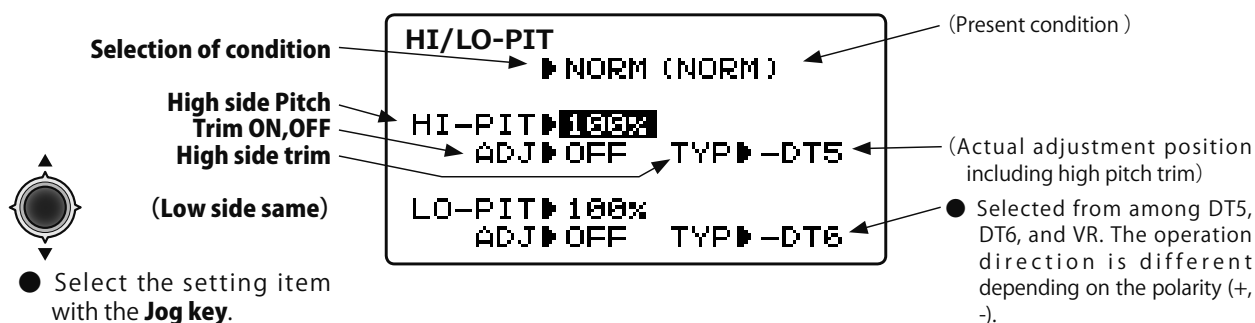 Selection of condition
High side Pitch
Trim ON,OFF
High side trim
(Low side same)
● Select the setting item
with the Jog key.
HI/LO-PIT
▶NORM (NORM)
HI-PIT▶100%
ADJ▶OFF TYP▶-DT5
LO-PIT▶100%
ADJ▶OFF TYP▶-DT6
(Present condition )
(Actual adjustment position
including high pitch trim)
● Selected from among DT5,
DT6, and VR. The operation
direction is different
depending on the polarity (+,
-).